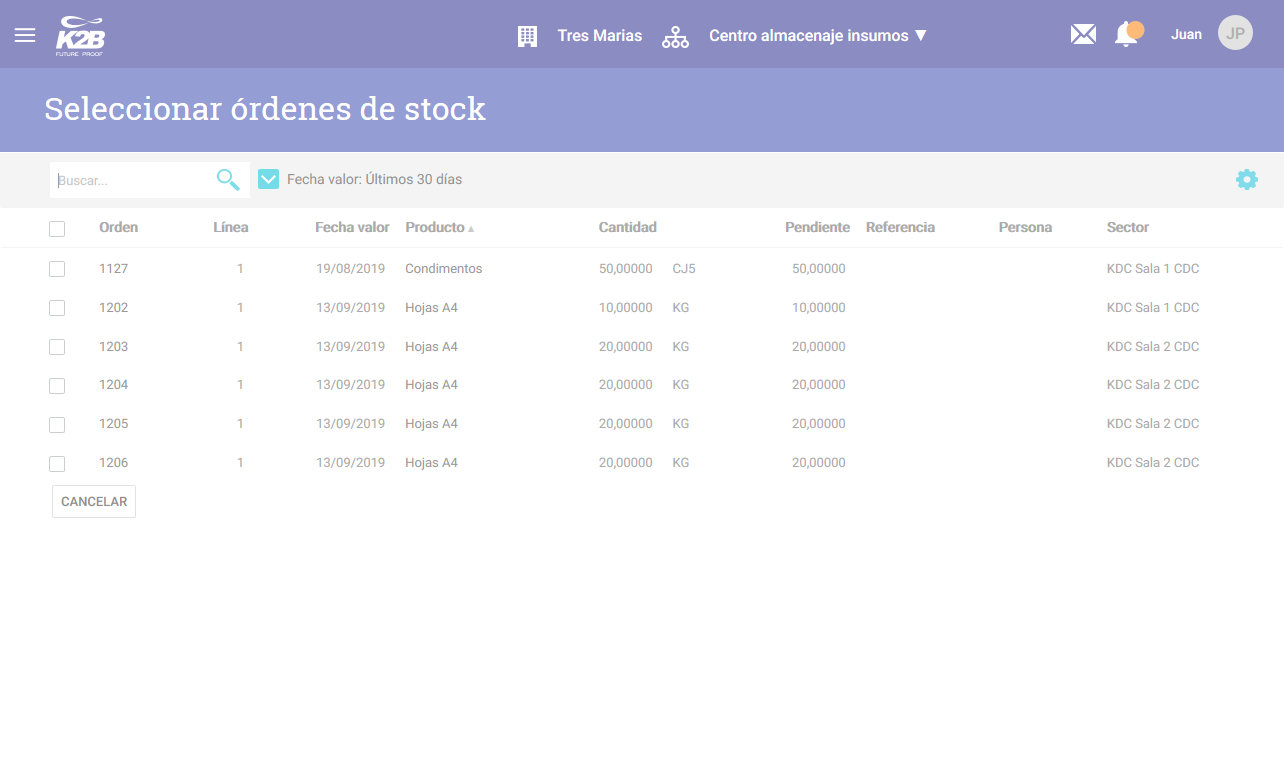 K2B
FUTURE PROOF
Tres Marias
Centro almacenaje insumos ▼
Juan
JP
Seleccionar órdenes de stock
Buscar...
Fecha valor: Últimos 30 días
Orden Línea Fecha valor Producto ▲ Cantidad Pendiente Referencia Persona Sector
1127 1 19/08/2019 Condimentos 50,00000 CJ5 50,00000 KDC Sala 1 CDC
1202 1 13/09/2019 Hojas A4 10,00000 KG 10,00000 KDC Sala 1 CDC
1203 1 13/09/2019 Hojas A4 20,00000 KG 20,00000 KDC Sala 2 CDC
1204 1 13/09/2019 Hojas A4 20,00000 KG 20,00000 KDC Sala 2 CDC
1205 1 13/09/2019 Hojas A4 20,00000 KG 20,00000 KDC Sala 2 CDC
1206 1 13/09/2019 Hojas A4 20,00000 KG 20,00000 KDC Sala 2 CDC
CANCELAR